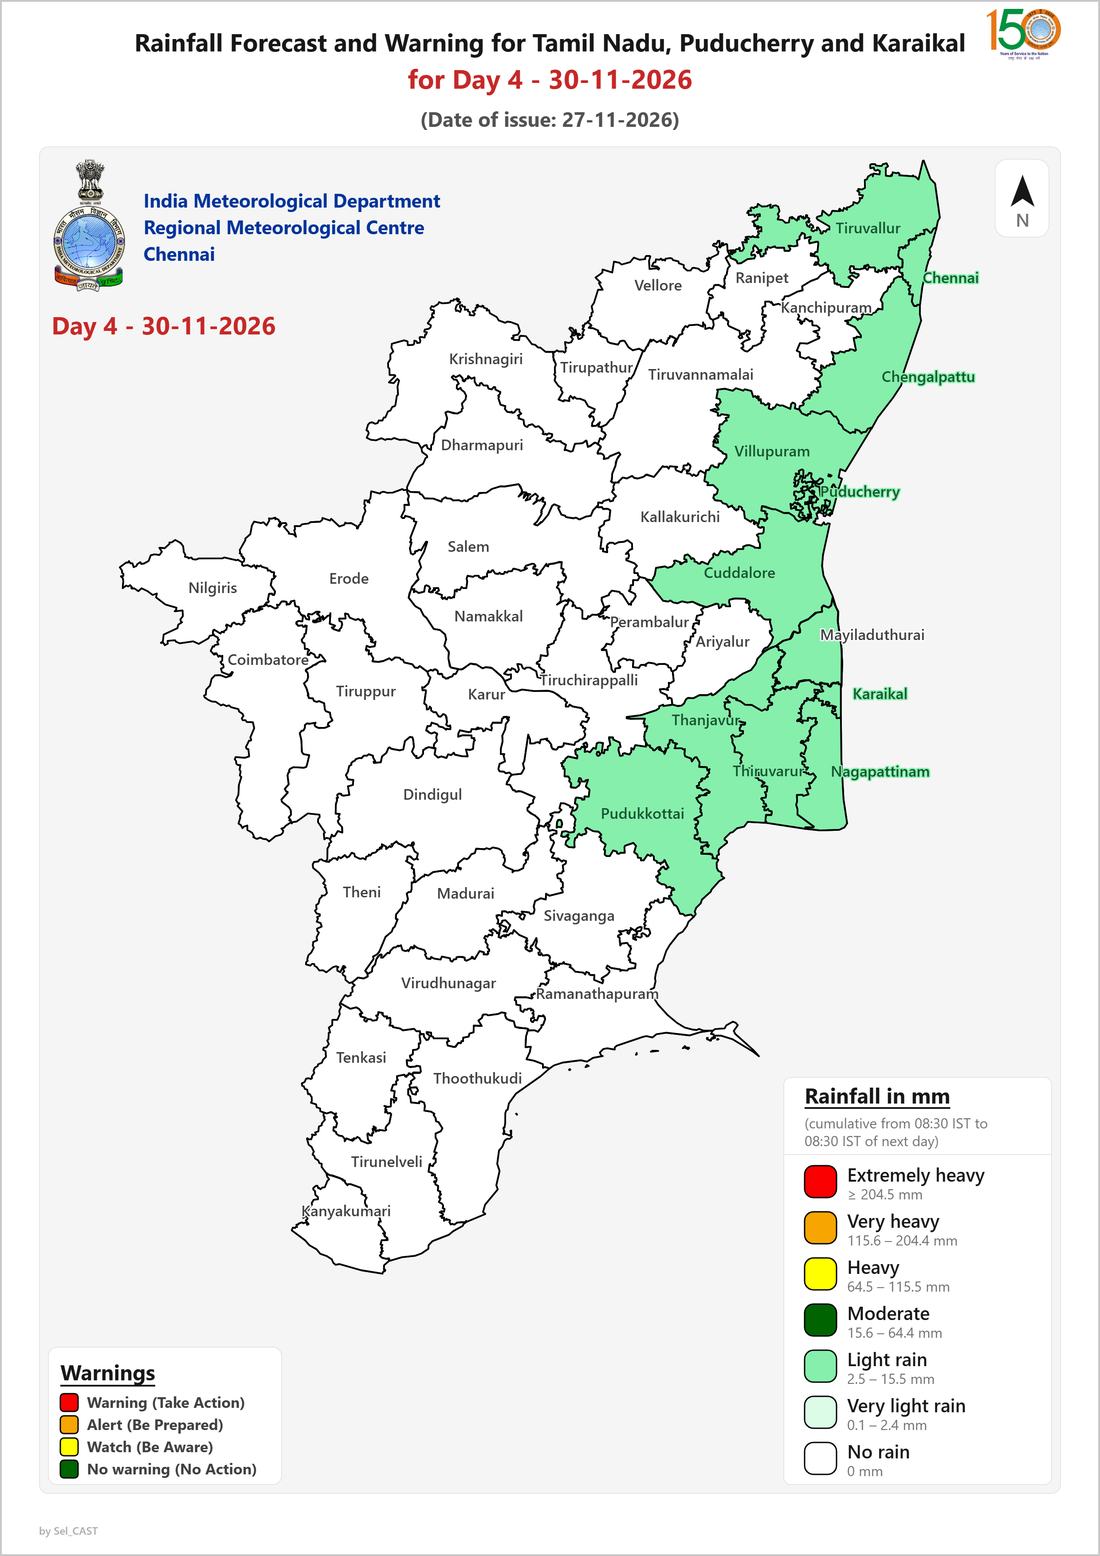 Rainfall Forecast and Warning for Tamil Nadu, Puducherry and Karaikal
150
Years of Service to the Nation
for Day 4 - 30-11-2026
(Date of issue: 27-11-2026)
India Meteorological Department
Regional Meteorological Centre
Chennai
N
Day 4 - 30-11-2026
Tiruvallur
Chennai
Ranipet
Vellore
Kanchipuram
Krishnagiri
Tirupathur
Tiruvannamalai
Chengalpattu
Dharmapuri
Villupuram
Puducherry
Kallakurichi
Salem
Cuddalore
Erode
Nilgiris
Namakkal
Perambalur
Mayiladuthurai
Ariyalur
Coimbatore
Tiruchirappalli
Tiruppur
Karur
Karaikal
Thanjavur
Thiruvarur
Nagapattinam
Dindigul
Pudukkottai
Theni
Madurai
Sivaganga
Virudhunagar
Ramanathapuram
Tenkasi
Thoothukudi
Tirunelveli
Kanyakumari
Rainfall in mm
(cumulative from 08:30 IST to
08:30 IST of next day)
Extremely heavy
≥ 204.5 mm
Very heavy
115.6 – 204.4 mm
Heavy
64.5 – 115.5 mm
Moderate
15.6 – 64.4 mm
Light rain
2.5 – 15.5 mm
Very light rain
0.1 – 2.4 mm
No rain
0 mm
Warnings
Warning (Take Action)
Alert (Be Prepared)
Watch (Be Aware)
No warning (No Action)
by Sel_CAST